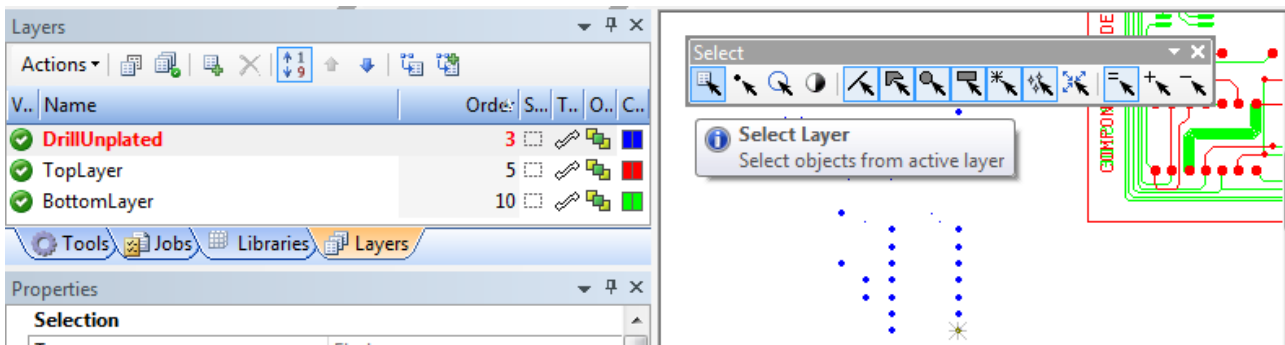 Layers
Actions
V.. Name Order S... T... O.. C..
DrillUnplated 3
TopLayer 5
BottomLayer 10
Tools Jobs Libraries Layers
Properties
Selection
Select
Select Layer
Select objects from active layer